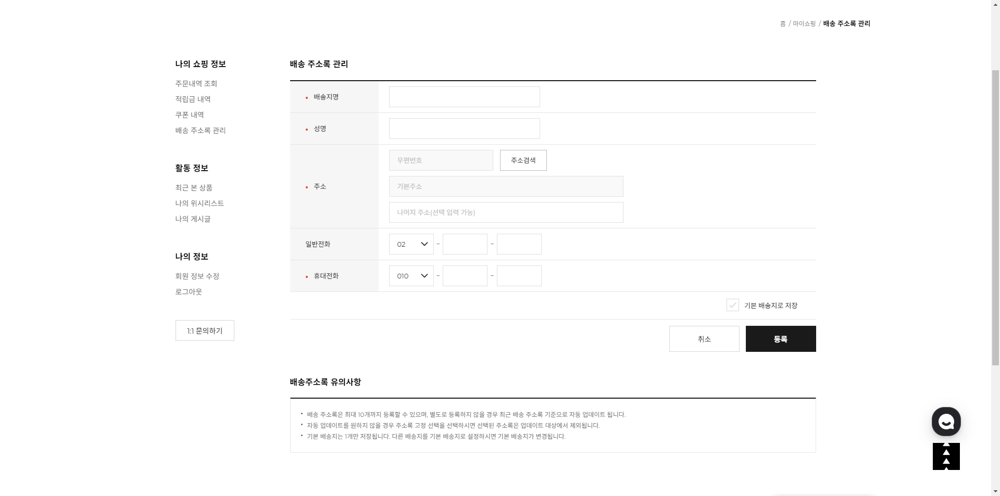 홈 / 마이쇼핑 / 배송 주소록 관리
나의 쇼핑 정보
주문내역 조회
적립금 내역
쿠폰 내역
배송 주소록 관리
활동 정보
최근 본 상품
나의 위시리스트
나의 게시글
나의 정보
회원 정보 수정
로그아웃
1:1 문의하기
배송 주소록 관리
배송지명
성명
주소
우편번호 주소검색
기본주소
나머지 주소(선택 입력 가능)
일반전화 02 - -
휴대전화 010 - -
기본 배송지로 저장
취소 등록
배송주소록 유의사항
· 배송 주소록은 최대 10개까지 등록할 수 있으며, 별도로 등록하지 않을 경우 최근 배송 주소록 기준으로 자동 업데이트 됩니다.
· 자동 업데이트를 원하지 않을 경우 주소록 고정 선택을 선택하시면 선택된 주소록은 업데이트 대상에서 제외됩니다.
· 기본 배송지는 1개만 저장됩니다. 다른 배송지를 기본 배송지로 설정하시면 기본 배송지가 변경됩니다.